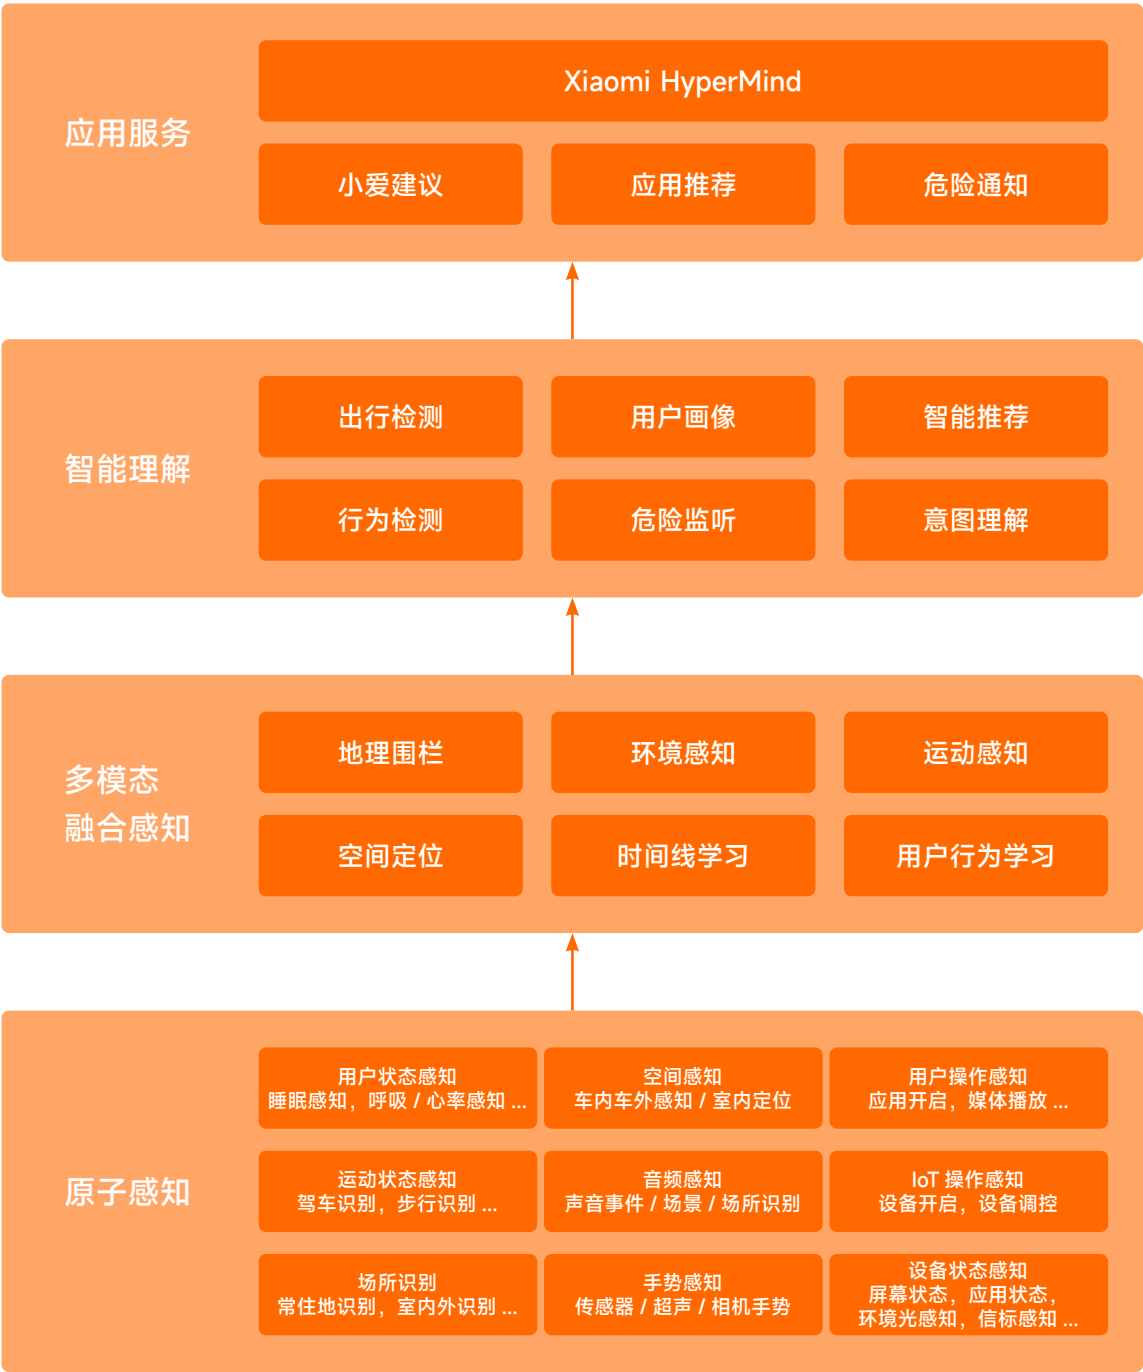 应用服务
Xiaomi HyperMind
小爱建议
应用推荐
危险通知
智能理解
出行检测
用户画像
智能推荐
行为检测
危险监听
意图理解
多模态
融合感知
地理围栏
环境感知
运动感知
空间定位
时间线学习
用户行为学习
原子感知
用户状态感知
睡眠感知，呼吸 / 心率感知 ...
空间感知
车内车外感知 / 室内定位
用户操作感知
应用开启，媒体播放 ...
运动状态感知
驾车识别，步行识别 ...
音频感知
声音事件 / 场景 / 场所识别
IoT 操作感知
设备开启，设备调控
场所识别
常住地识别，室内外识别 ...
手势感知
传感器 / 超声 / 相机手势
设备状态感知
屏幕状态，应用状态，
环境光感知，信标感知 ...